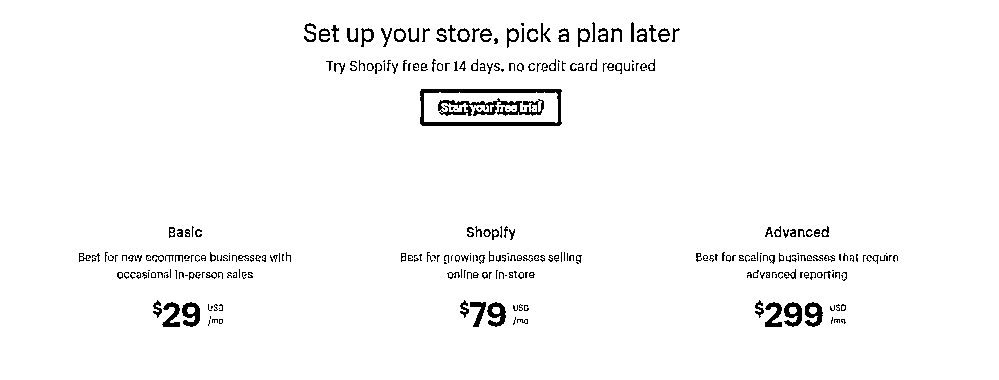 Set up your store, pick a plan later
Try Shopify free for 14 days, no credit card required
Start your free trial
Basic
Shopify
Advanced
Best for new ecommerce businesses with
occasional in-person sales
Best for growing businesses selling
online or in-store
Best for scaling businesses that require
advanced reporting
$29 USD /mo
$79 USD /mo
$299 USD /mo